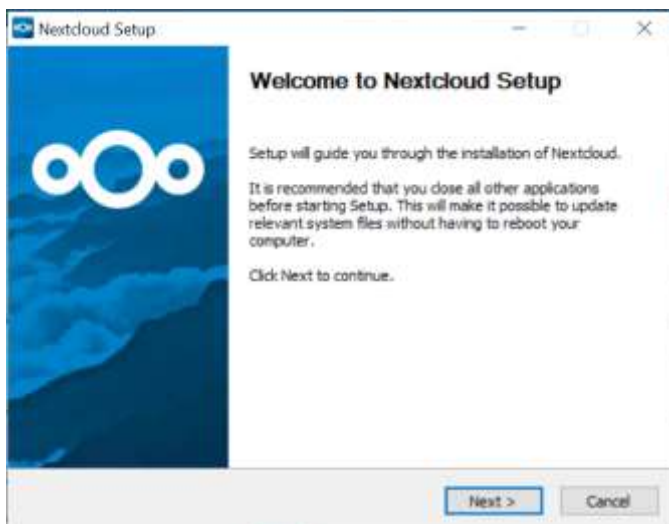 Nextcloud Setup
Welcome to Nextcloud Setup
Setup will guide you through the installation of Nextcloud.
It is recommended that you close all other applications
before starting Setup. This will make it possible to update
relevant system files without having to reboot your
computer.
Click Next to continue.
Next >
Cancel